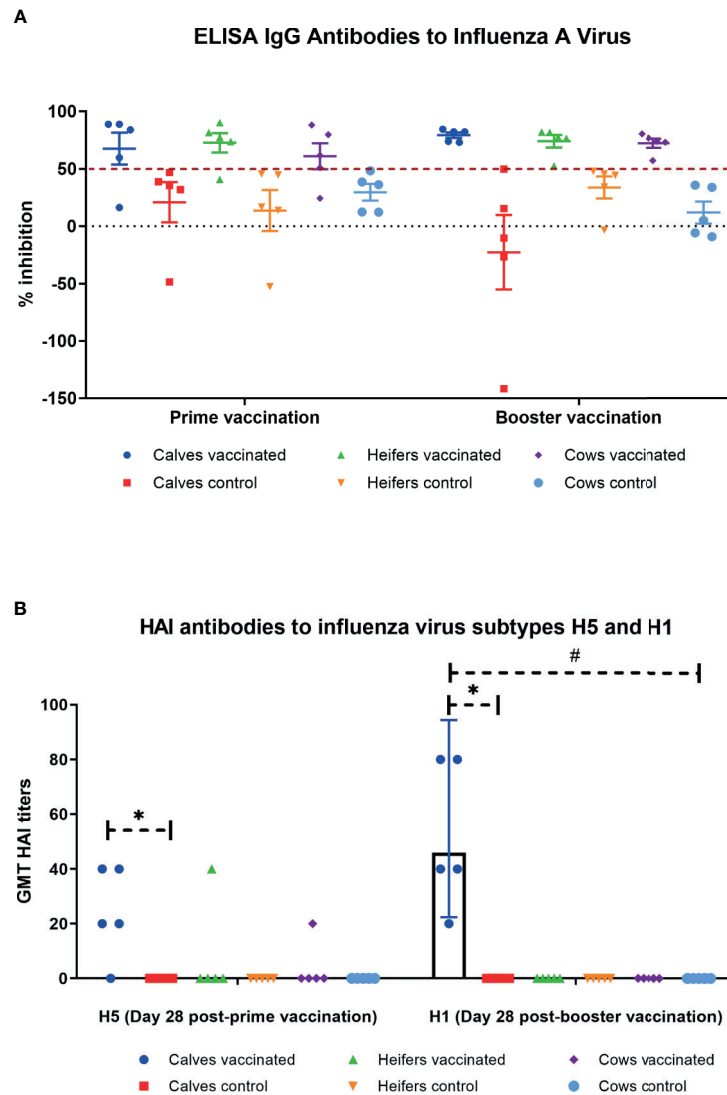 A
ELISA IgG Antibodies to Influenza A Virus
100
50
0
-50
-100
-150
% inhibition
Prime vaccination Booster vaccination
Calves vaccinated Heifers vaccinated Cows vaccinated
Calves control Heifers control Cows control
B
HAI antibodies to influenza virus subtypes H5 and H1
#
*
*
100
80
60
40
20
0
GMT HAI titers
H5 (Day 28 post-prime vaccination) H1 (Day 28 post-booster vaccination)
Calves vaccinated Heifers vaccinated Cows vaccinated
Calves control Heifers control Cows control